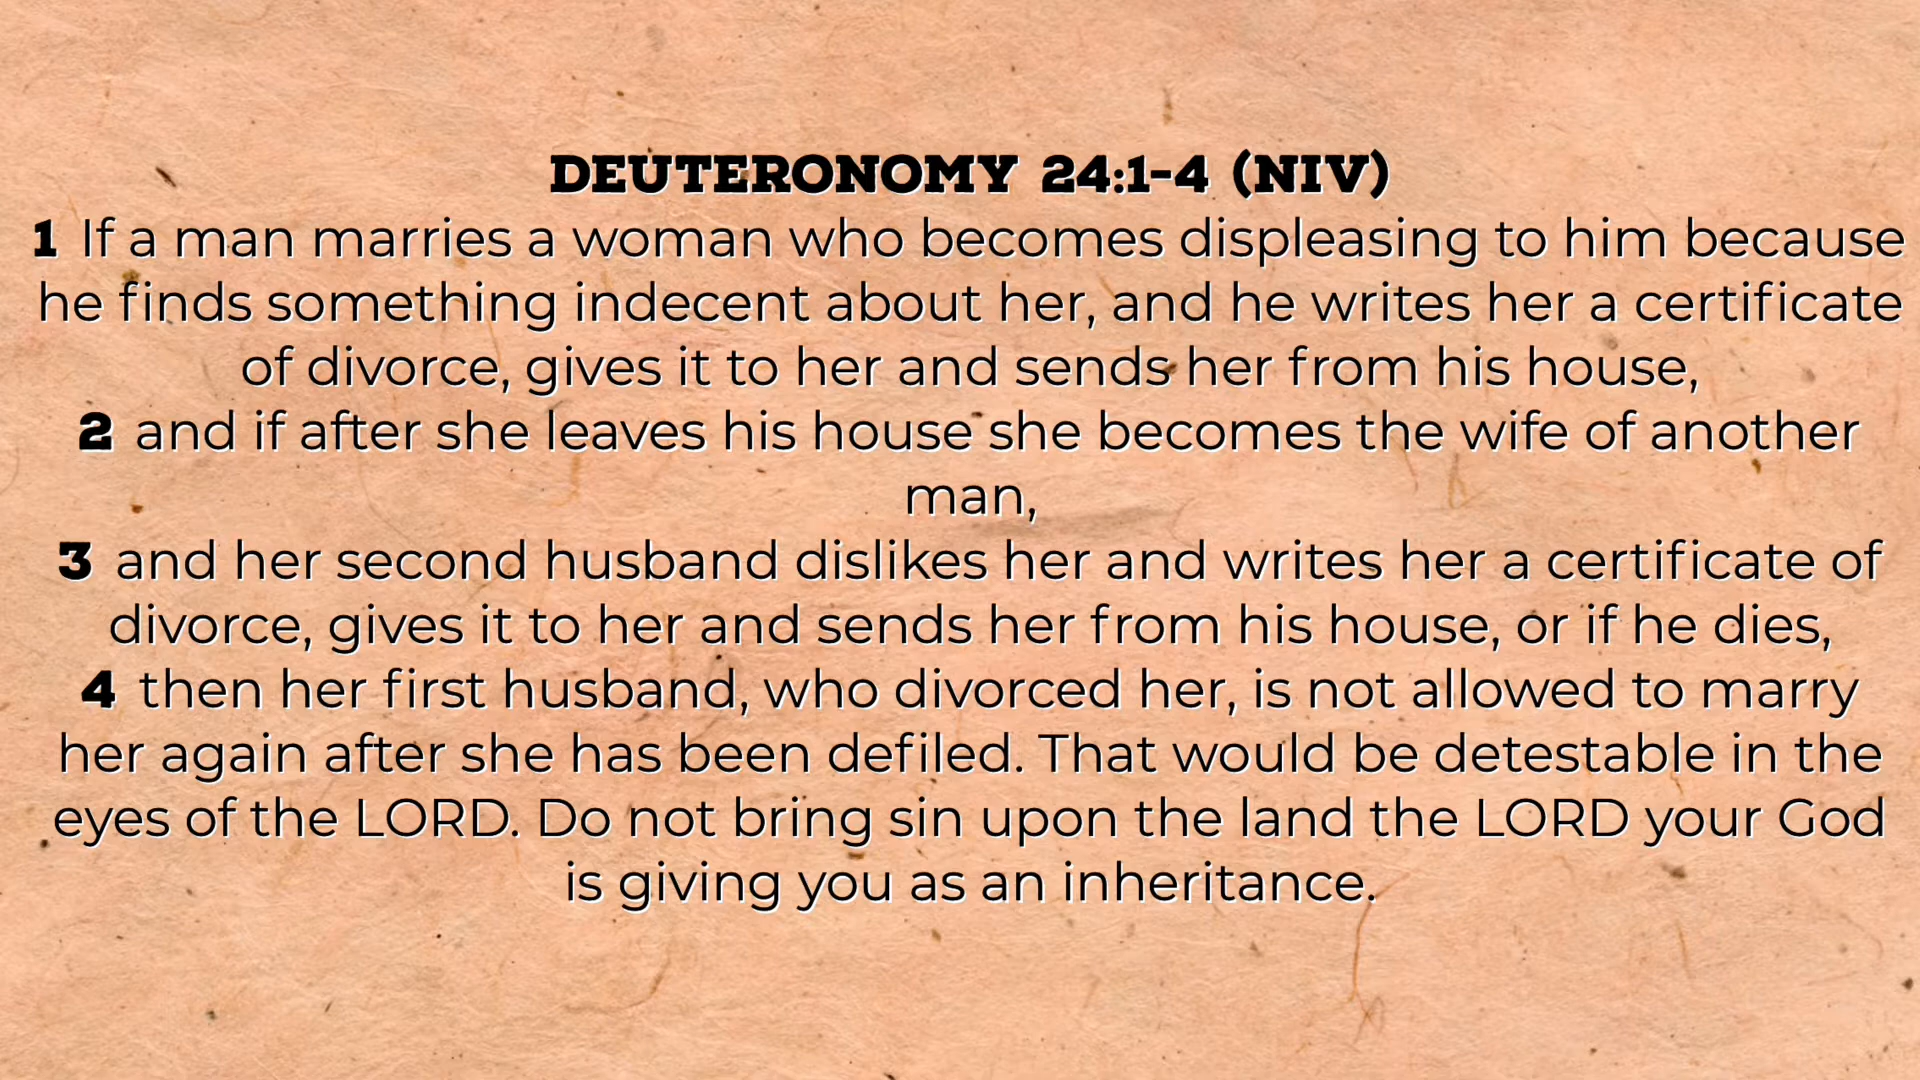 DEUTERONOMY 24:1-4 (NIV)
1 If a man marries a woman who becomes displeasing to him because
he finds something indecent about her, and he writes her a certificate
of divorce, gives it to her and sends her from his house,
2 and if after she leaves his house she becomes the wife of another
man,
3 and her second husband dislikes her and writes her a certificate of
divorce, gives it to her and sends her from his house, or if he dies,
4 then her first husband, who divorced her, is not allowed to marry
her again after she has been defiled. That would be detestable in the
eyes of the LORD. Do not bring sin upon the land the LORD your God
is giving you as an inheritance.